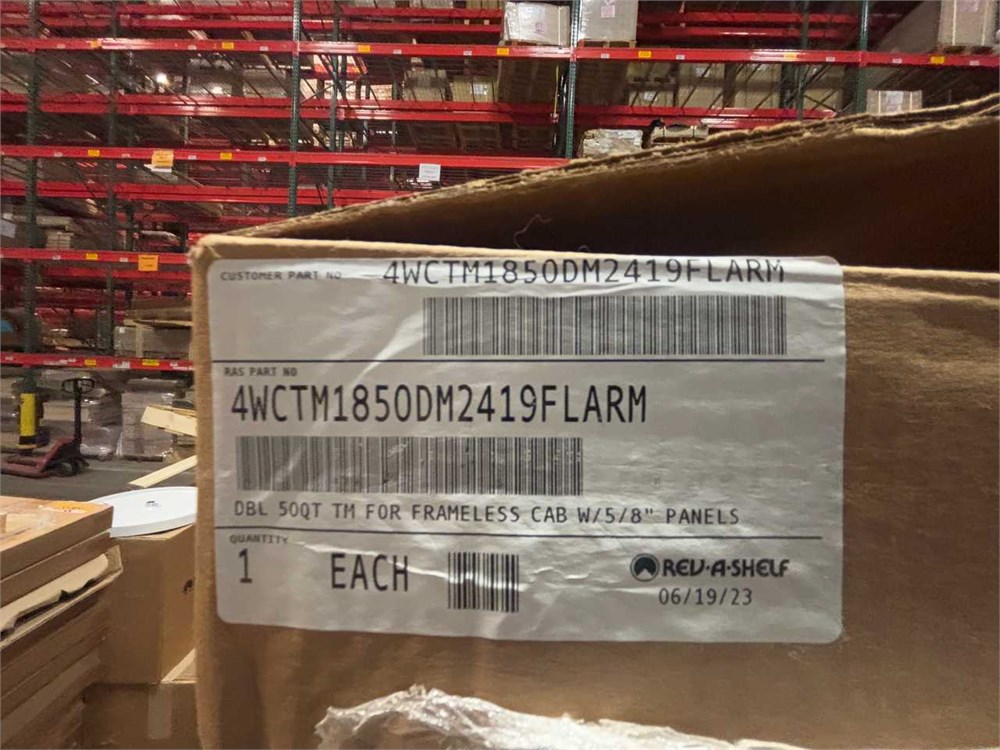 CUSTOMER PART NO 4WCTM1850DM2419FLARM
RAS PART NO
4WCTM1850DM2419FLARM
DBL 50QT TM FOR FRAMELESS CAB W/5/8" PANELS
QUANTITY
1 EACH
REV-A-SHELF
06/19/23